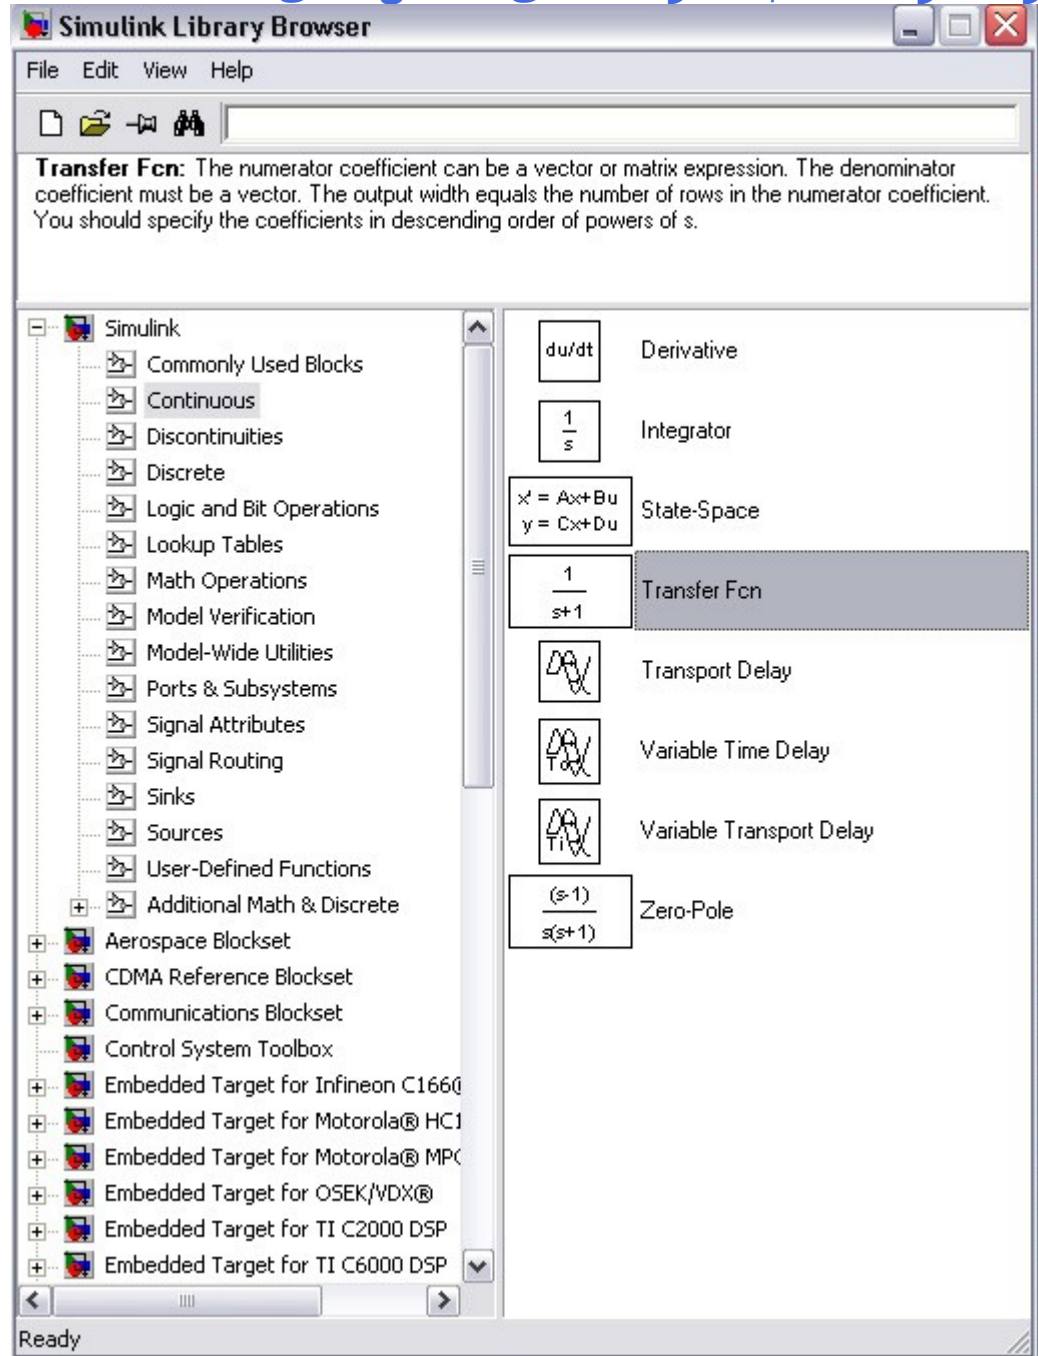 Simulink Library Browser
File Edit View Help
Transfer Fcn: The numerator coefficient can be a vector or matrix expression. The denominator
coefficient must be a vector. The output width equals the number of rows in the numerator coefficient.
You should specify the coefficients in descending order of powers of s.
Simulink
Commonly Used Blocks
Continuous
Discontinuities
Discrete
Logic and Bit Operations
Lookup Tables
Math Operations
Model Verification
Model-Wide Utilities
Ports & Subsystems
Signal Attributes
Signal Routing
Sinks
Sources
User-Defined Functions
Additional Math & Discrete
Aerospace Blockset
CDMA Reference Blockset
Communications Blockset
Control System Toolbox
Embedded Target for Infineon C166®
Embedded Target for Motorola® HC1
Embedded Target for Motorola® MPC
Embedded Target for OSEK/VDX®
Embedded Target for TI C2000 DSP
Embedded Target for TI C6000 DSP
du/dt Derivative
1
s
Integrator
x' = Ax+Bu
y = Cx+Du
State-Space
1
s+1
Transfer Fcn
Transport Delay
To
Variable Time Delay
Ti
Variable Transport Delay
(s-1)
s(s+1)
Zero-Pole
Ready